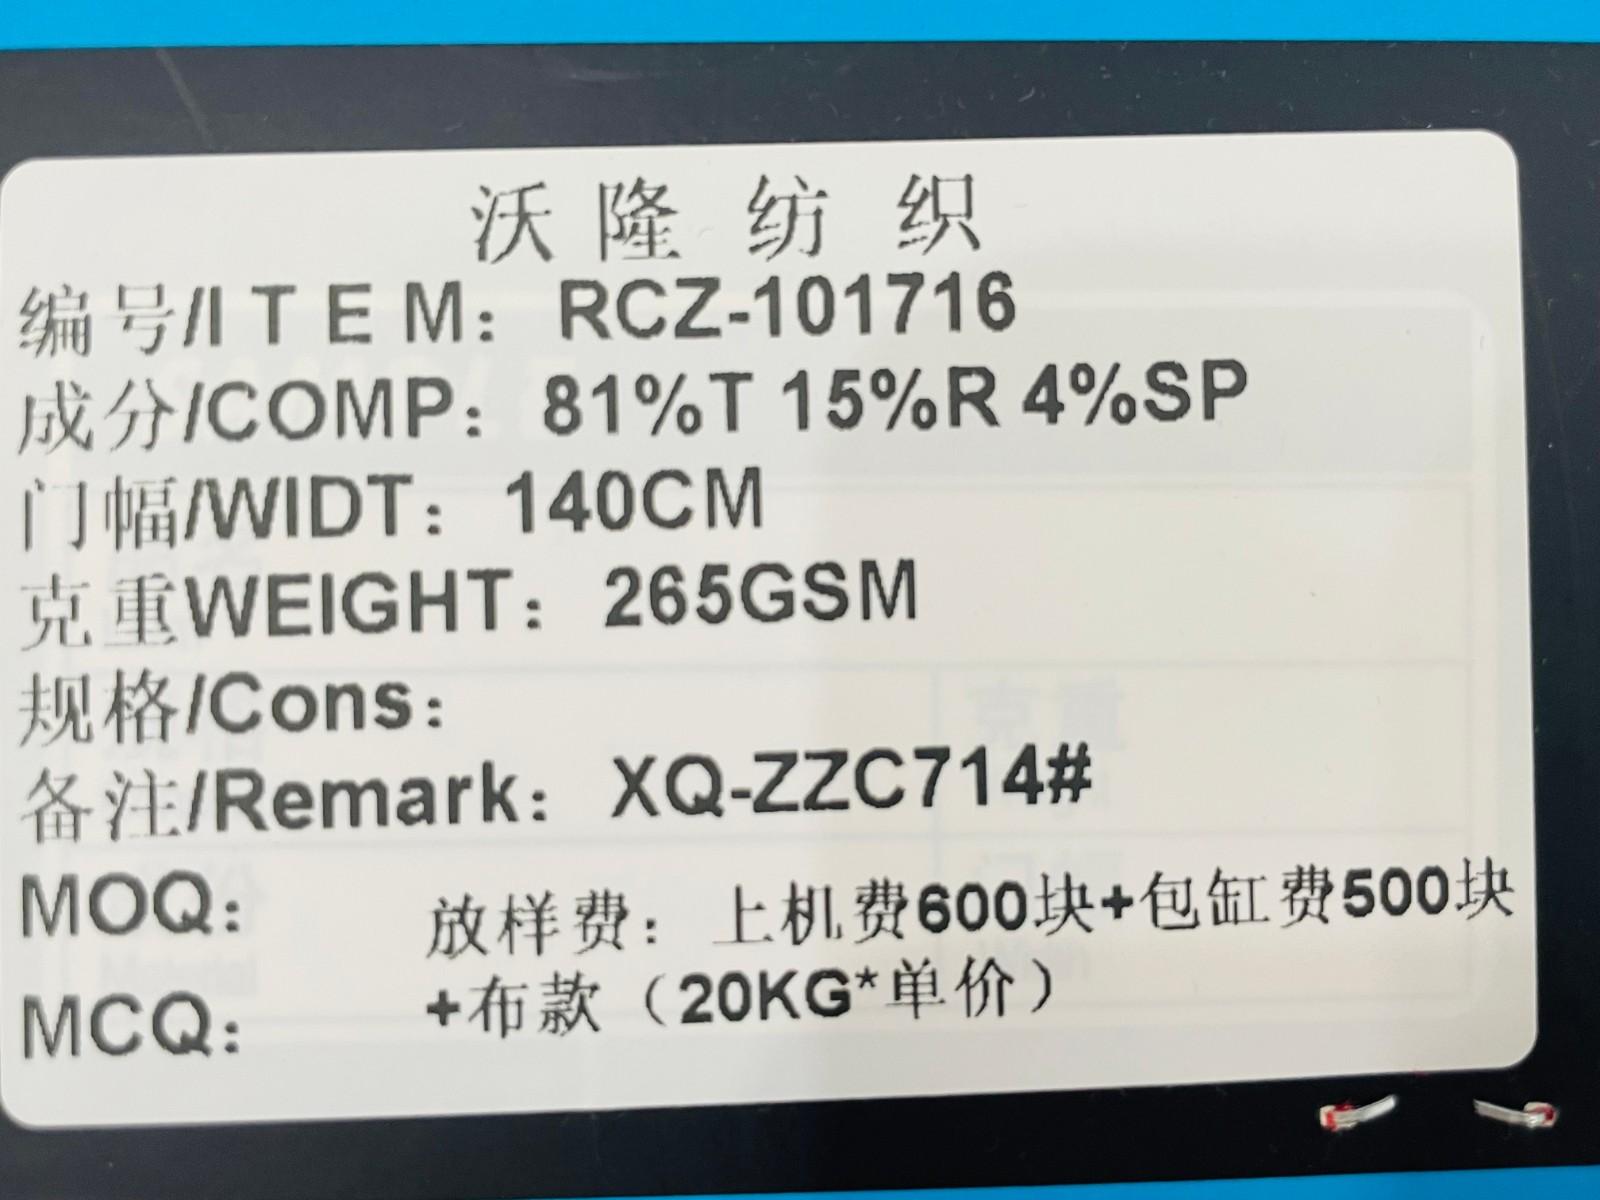 沃隆纺织
编号/I T E M： RCZ-101716
成分/COMP：81%T 15%R 4%SP
门幅/WIDT：140CM
克重WEIGHT：265GSM
规格/Cons：
备注/Remark： XQ-ZZC714#
MOQ： 放样费： 上机费600块+包缸费500块
+布款（20KG*单价）
MCQ：